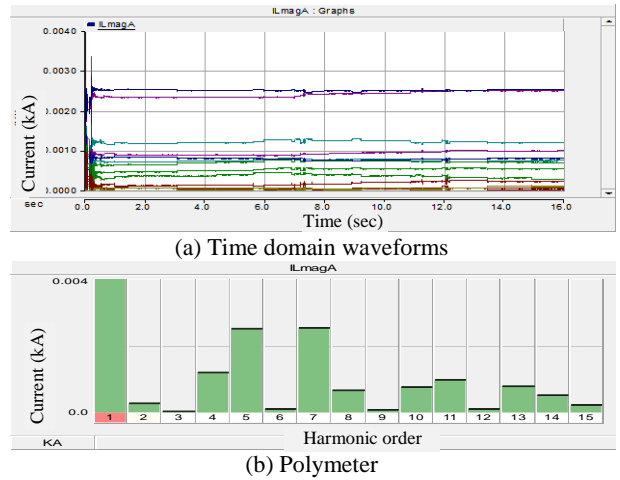 ILmagA : Graphs
ILmagA
0.0040
0.0030
0.0020
0.0010
0.0000
Current (kA)
sec 0.0 2.0 4.0 6.0 8.0 10.0 12.0 14.0 16.0
Time (sec)
(a) Time domain waveforms
ILmagA
0.004
Current (kA)
0.0
1 2 3 4 5 6 7 8 9 10 11 12 13 14 15
KA
Harmonic order
(b) Polymeter